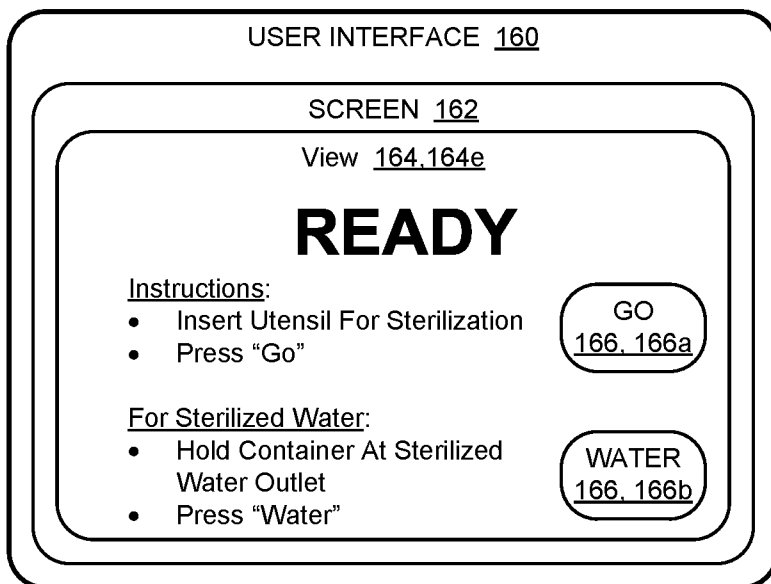 USER INTERFACE 160
SCREEN 162
View 164,164e
READY
Instructions:
• Insert Utensil For Sterilization
• Press “Go”
GO
166, 166a
For Sterilized Water:
• Hold Container At Sterilized
Water Outlet
• Press “Water”
WATER
166, 166b